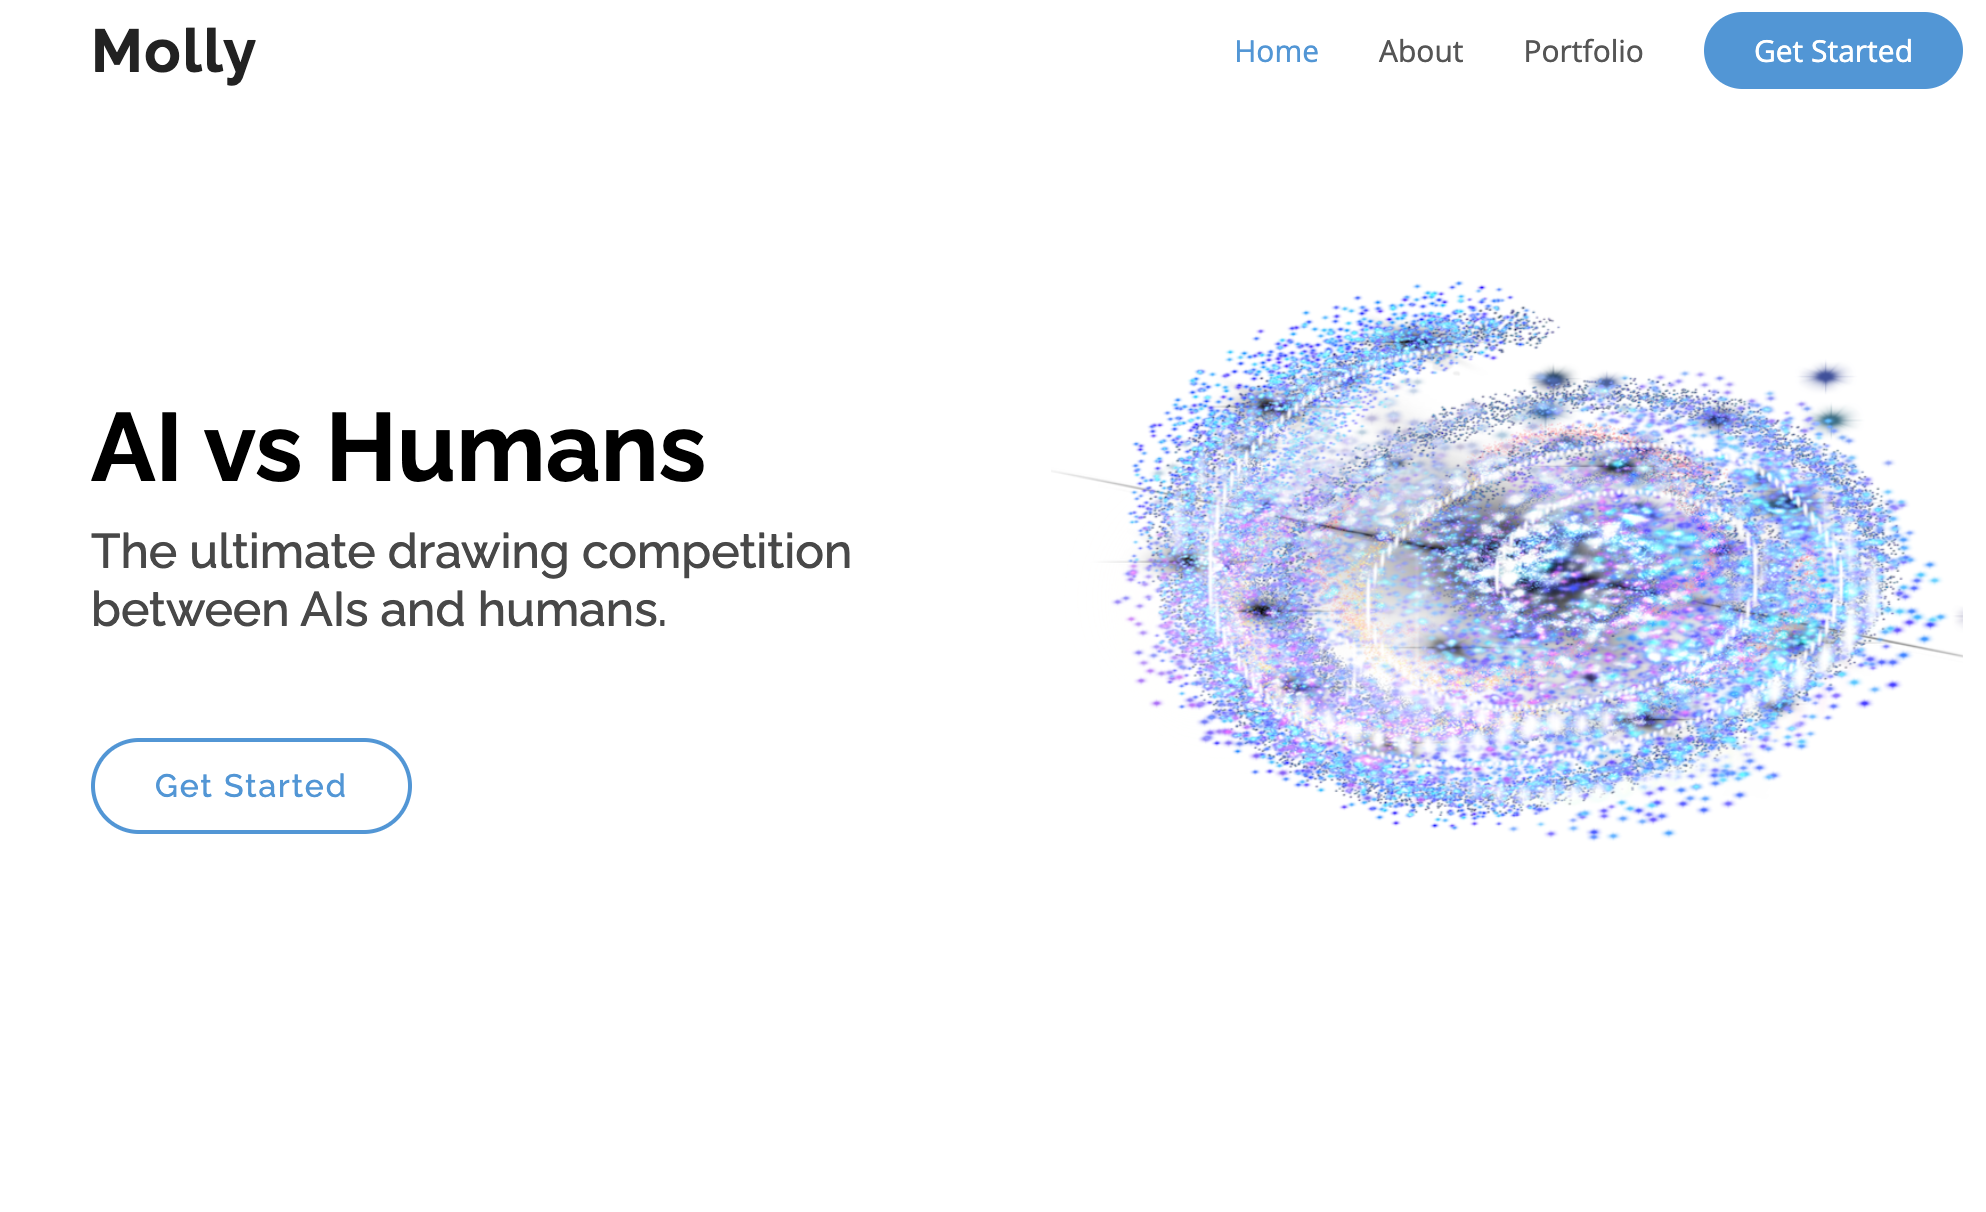 Molly
Home
About
Portfolio
Get Started
AI vs Humans
The ultimate drawing competition
between AIs and humans.
Get Started